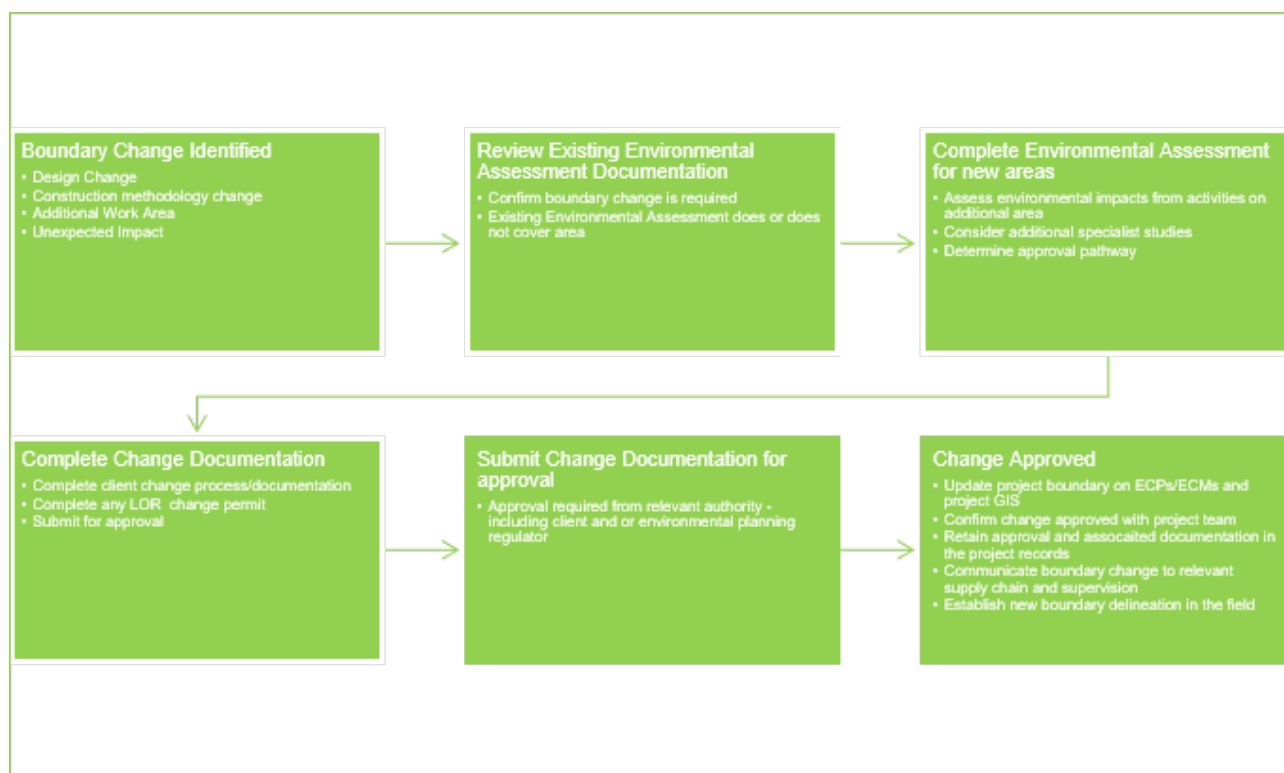 Boundary Change Identified
• Design Change
• Construction methodology change
• Additional Work Area
• Unexpected Impact
Review Existing Environmental
Assessment Documentation
• Confirm boundary change is required
• Existing Environmental Assessment does or does
not cover area
Complete Environmental Assessment
for new areas
• Assess environmental impacts from activities on
additional area
• Consider additional specialist studies
• Determine approval pathway
Complete Change Documentation
• Complete client change process/documentation
• Complete any LOR change permit
• Submit for approval
Submit Change Documentation for
approval
• Approval required from relevant authority -
including client and or environmental planning
regulator
Change Approved
• Update project boundary on ECPs/ECMs and
project GIS
• Confirm change approved with project team
• Retain approval and assocaited documentation in
the project records
• Communicate boundary change to relevant
supply chain and supervision
• Establish new boundary delineation in the field